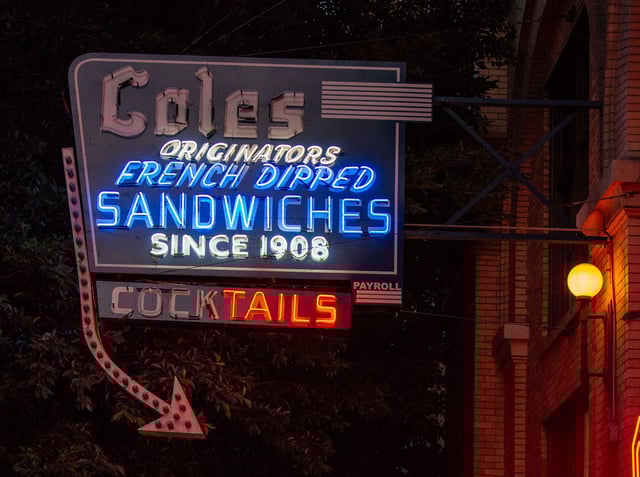 Coles
ORIGINATORS
FRENCH DIPPED
SANDWICHES
SINCE 1908
PAYROLL
COCKTAILS